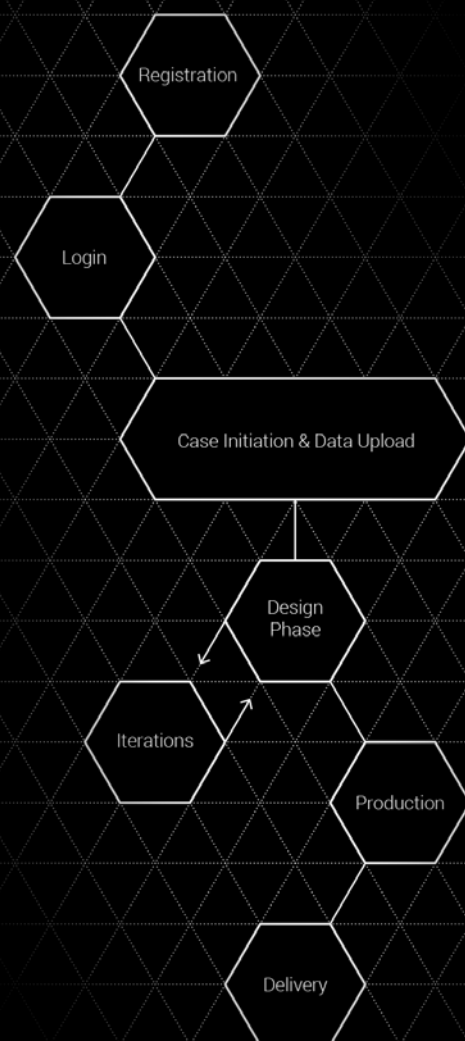 Registration
Login
Case Initiation & Data Upload
Design
Phase
Iterations
Production
Delivery